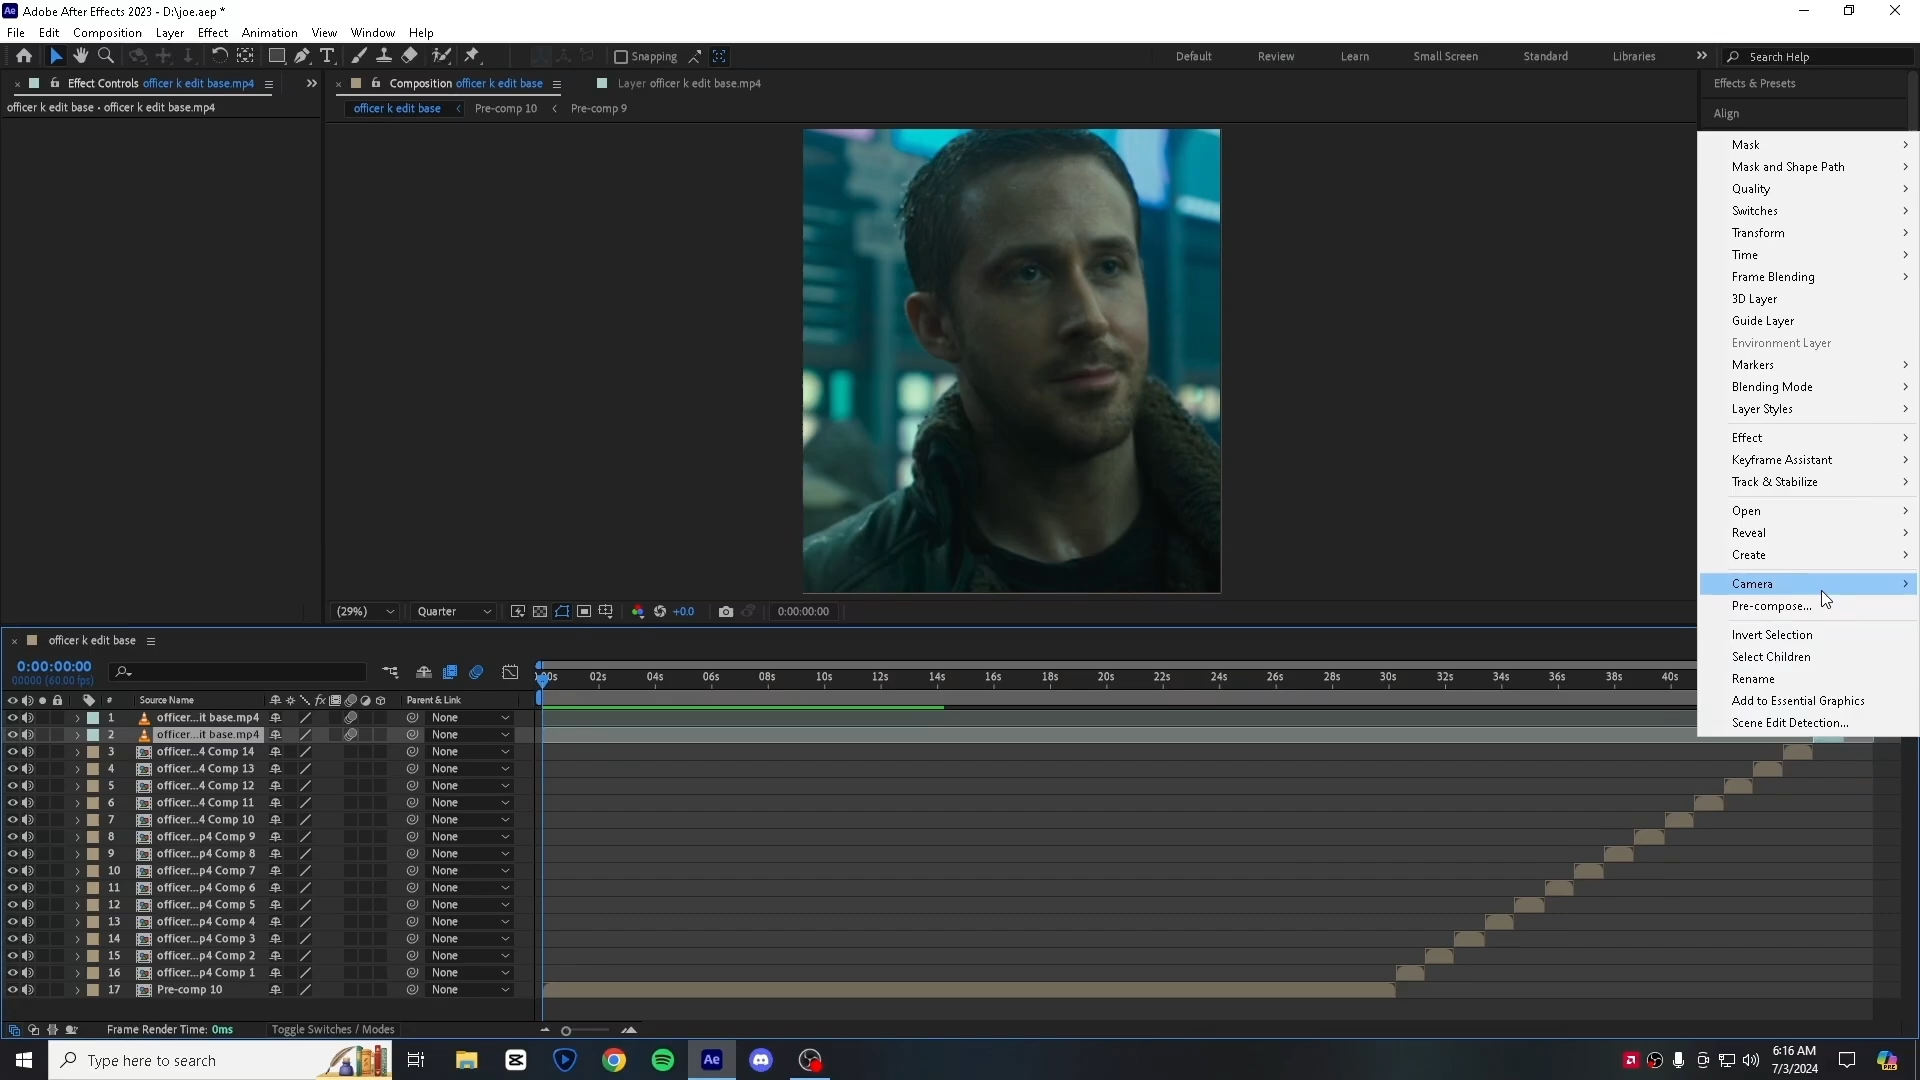 Adobe After Effects 2023 - D:\joe.aep *
File Edit Composition Layer Effect Animation View Window Help
Snapping
Default Review Learn Small Screen Standard Libraries Search Help
Effect Controls officer k edit base.mp4
Composition officer k edit base
Layer officer k edit base.mp4
Effects & Presets
officer k edit base • officer k edit base.mp4
officer k edit base Pre-comp 10 Pre-comp 9
Align
Mask
Mask and Shape Path
Quality
Switches
Transform
Time
Frame Blending
3D Layer
Guide Layer
Environment Layer
Markers
Blending Mode
Layer Styles
Effect
Keyframe Assistant
Track & Stabilize
Open
Reveal
Create
Camera
Pre-compose...
Invert Selection
Select Children
Rename
Add to Essential Graphics
Scene Edit Detection...
(29%) Quarter +0.0 0:00:00:00
officer k edit base
0:00:00:00
00000 (60.00 fps)
:00s 02s 04s 06s 08s 10s 12s 14s 16s 18s 20s 22s 24s 26s 28s 30s 32s 34s 36s 38s 40s
# Source Name fx Parent & Link
1 officer...it base.mp4 None
2 officer...it base.mp4 None
3 officer...4 Comp 14 None
4 officer...4 Comp 13 None
5 officer...4 Comp 12 None
6 officer...4 Comp 11 None
7 officer...4 Comp 10 None
8 officer...p4 Comp 9 None
9 officer...p4 Comp 8 None
10 officer...p4 Comp 7 None
11 officer...p4 Comp 6 None
12 officer...p4 Comp 5 None
13 officer...p4 Comp 4 None
14 officer...p4 Comp 3 None
15 officer...p4 Comp 2 None
16 officer...p4 Comp 1 None
17 Pre-comp 10 None
Frame Render Time: 0ms Toggle Switches / Modes
Type here to search
Ae
6:16 AM
7/3/2024